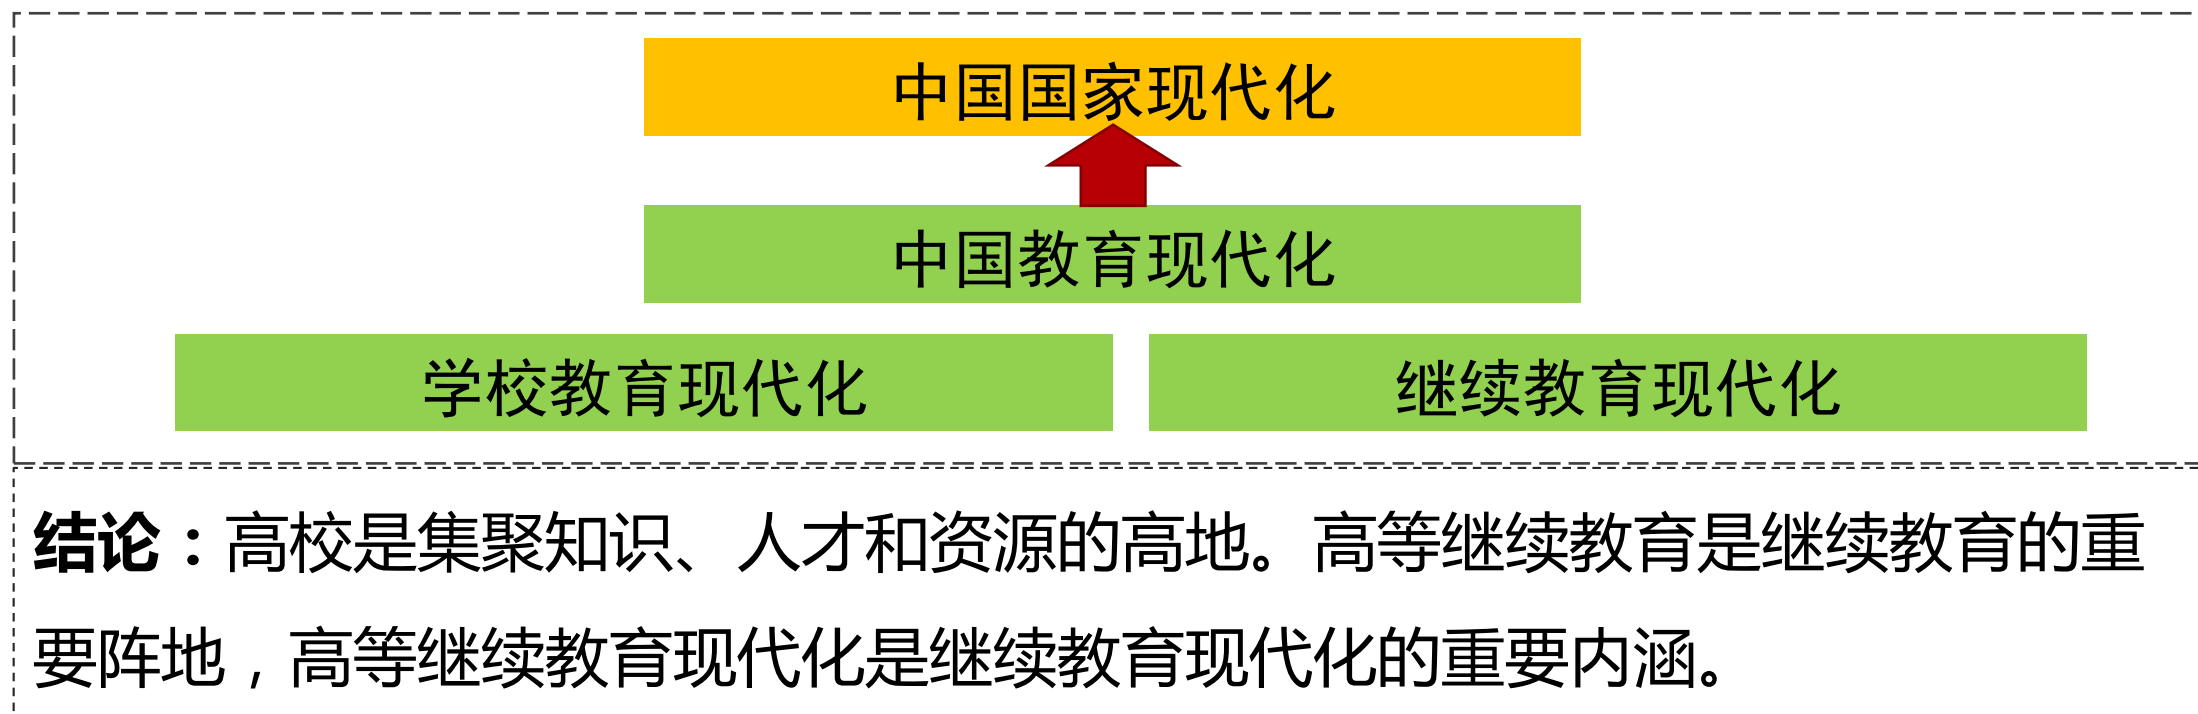 中国国家现代化
中国教育现代化
学校教育现代化
继续教育现代化
结论：高校是集聚知识、人才和资源的高地。高等继续教育是继续教育的重
要阵地，高等继续教育现代化是继续教育现代化的重要内涵。